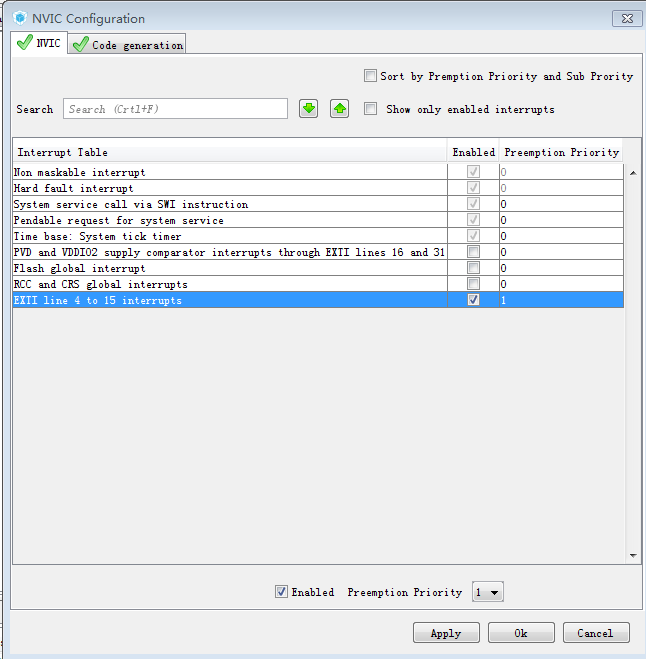 NVIC Configuration
NVIC
Code generation
Sort by Premption Priority and Sub Prority
Search
Search (Crtl+F)
Show only enabled interrupts
Interrupt Table Enabled Preemption Priority
Non maskable interrupt 0
Hard fault interrupt 0
System service call via SWI instruction 0
Pendable request for system service 0
Time base: System tick timer 0
PVD and VDDIO2 supply comparator interrupts through EXTI lines 16 and 31 0
Flash global interrupt 0
RCC and CRS global interrupts 0
EXTI line 4 to 15 interrupts 1
Enabled Preemption Priority 1
Apply Ok Cancel